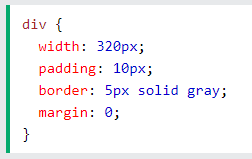 div {
  width: 320px;
  padding: 10px;
  border: 5px solid gray;
  margin: 0;
}